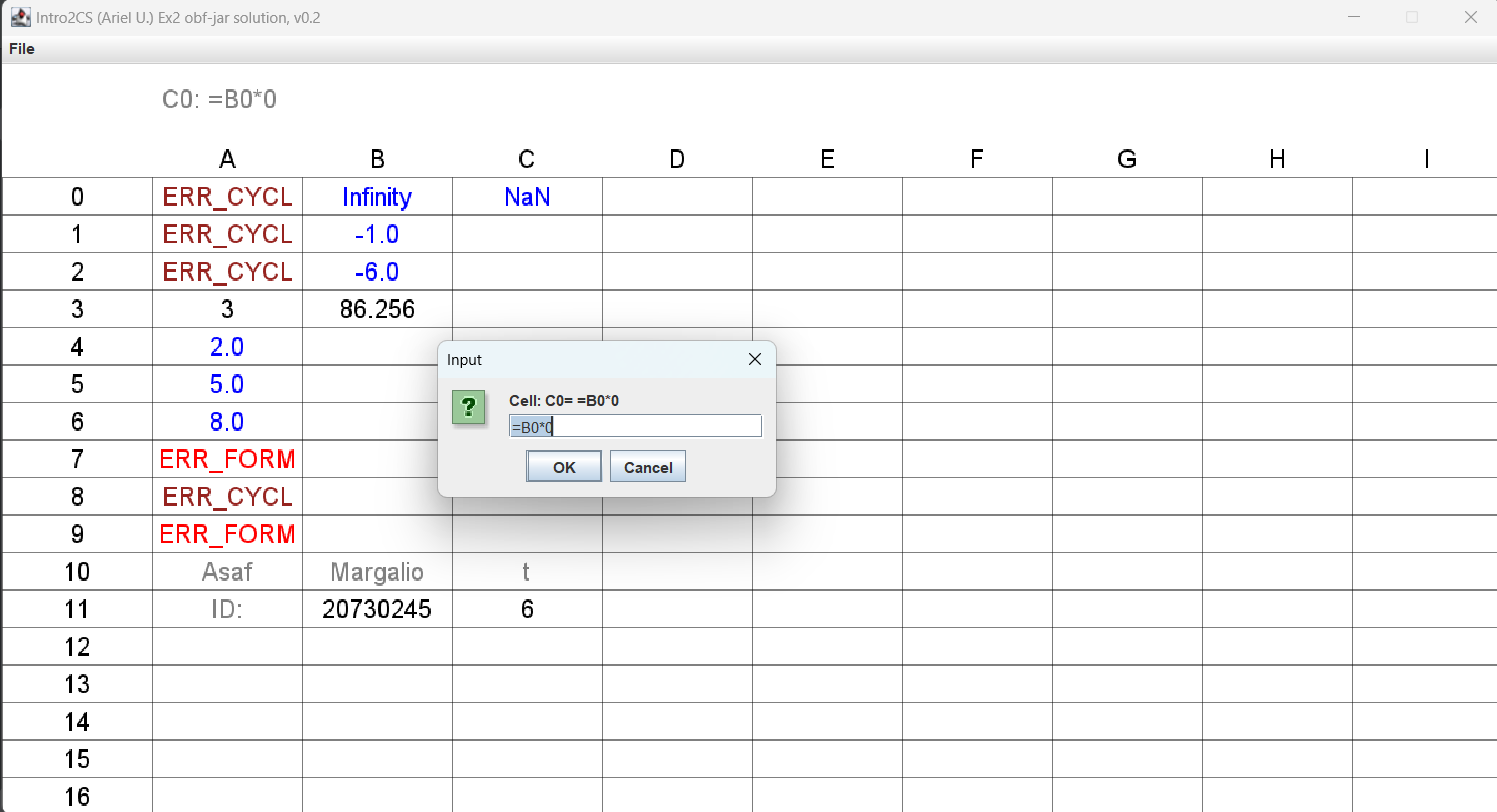 Intro2CS (Ariel U.) Ex2 obf-jar solution, v0.2
File
C0: =B0*0
A B C D E F G H I
0 ERR_CYCL Infinity NaN
1 ERR_CYCL -1.0
2 ERR_CYCL -6.0
3 3 86.256
4 2.0
5 5.0
6 8.0
7 ERR_FORM
8 ERR_CYCL
9 ERR_FORM
10 Asaf Margalio t
11 ID: 20730245 6
12
13
14
15
16
Input
Cell: C0= =B0*0
=B0*0
OK Cancel